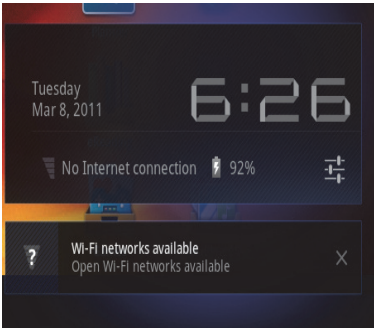 Tuesday
Mar 8, 2011
6:26
No Internet connection 92%
Wi-Fi networks available
? Open Wi-Fi networks available X